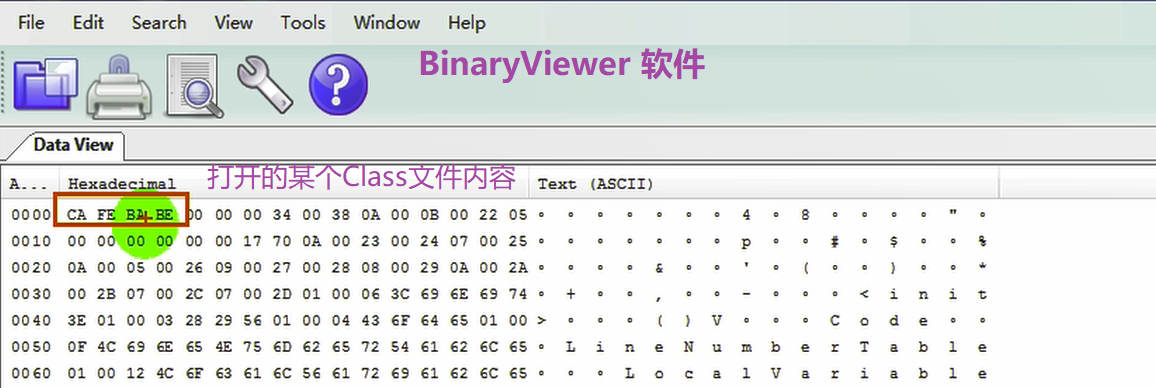 File Edit Search View Tools Window Help
BinaryViewer 软件
Data View
打开的某个Class文件内容
A... Hexadecimal Text (ASCII)
0000 CA FE BA BE 00 00 00 34 00 38 0A 00 0B 00 22 05 ∘ ∘ ∘ ∘ ∘ ∘ ∘ 4 ∘ 8 ∘ ∘ ∘ ∘ " ∘
0010 00 00 00 00 00 00 17 70 0A 00 23 00 24 07 00 25 ∘ ∘ ∘ ∘ ∘ ∘ ∘ p ∘ ∘ # ∘ $ ∘ ∘ %
0020 0A 00 05 00 26 09 00 27 00 28 08 00 29 0A 00 2A ∘ ∘ ∘ ∘ & ∘ ∘ ' ∘ ( ∘ ∘ ) ∘ ∘ *
0030 00 2B 07 00 2C 07 00 2D 01 00 06 3C 69 6E 69 74 ∘ + ∘ ∘ , ∘ ∘ - ∘ ∘ ∘ < i n i t
0040 3E 01 00 03 28 29 56 01 00 04 43 6F 64 65 01 00 > ∘ ∘ ∘ ( ) V ∘ ∘ ∘ C o d e ∘ ∘
0050 0F 4C 69 6E 65 4E 75 6D 62 65 72 54 61 62 6C 65 ∘ L i n e N u m b e r T a b l e
0060 01 00 12 4C 6F 63 61 6C 56 61 72 69 61 62 6C 65 ∘ ∘ ∘ L o c a l V a r i a b l e